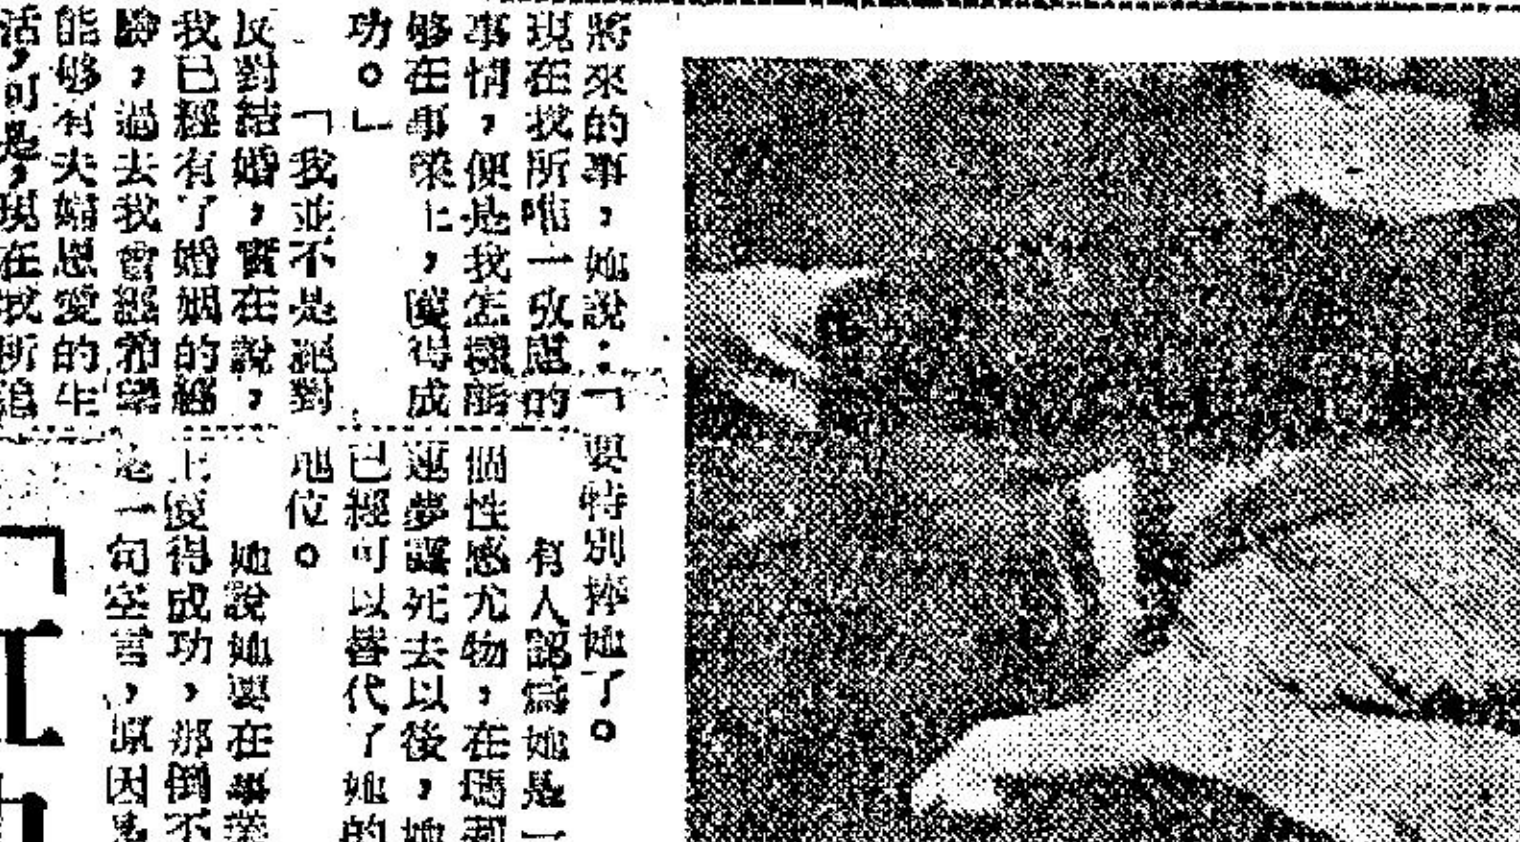 將來的事，她說：「
現在我所唯一攷慮的
事情，便是我怎樣能
够在事業上，獲得成
功。」
「我並不是絕對
反對結婚，實在說，
我已經有了婚姻的經
驗，過去我曾經希望
能够有夫婦恩愛的生
活，可是，現在我所追
要特別捧她了。
有人認為她是一
個性感尤物，在瑪莉
蓮夢露死去以後，她
已經可以替代了她的
地位。
她說她要在事業
上獲得成功，那倒不
是一句空言，原因是